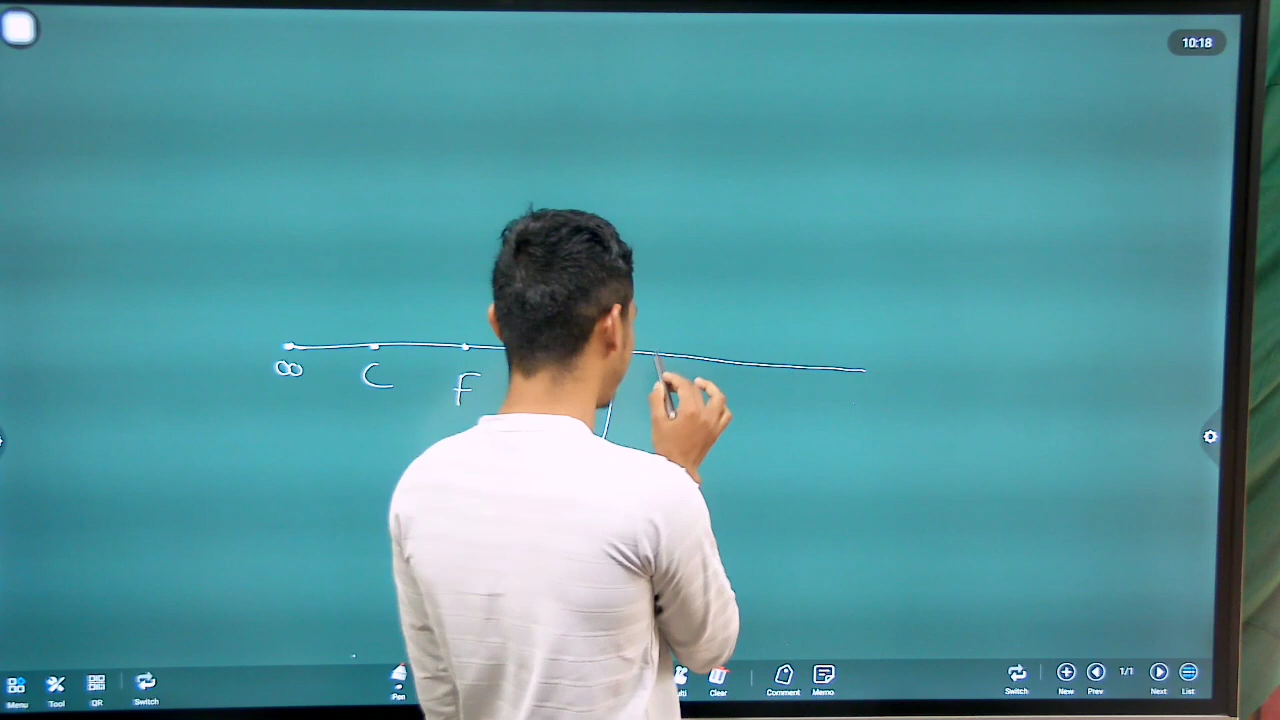 10:18
∞ C F
Menu Tool QR Switch Pen Clear Comment Memo Switch New Prev 1/1 Next List